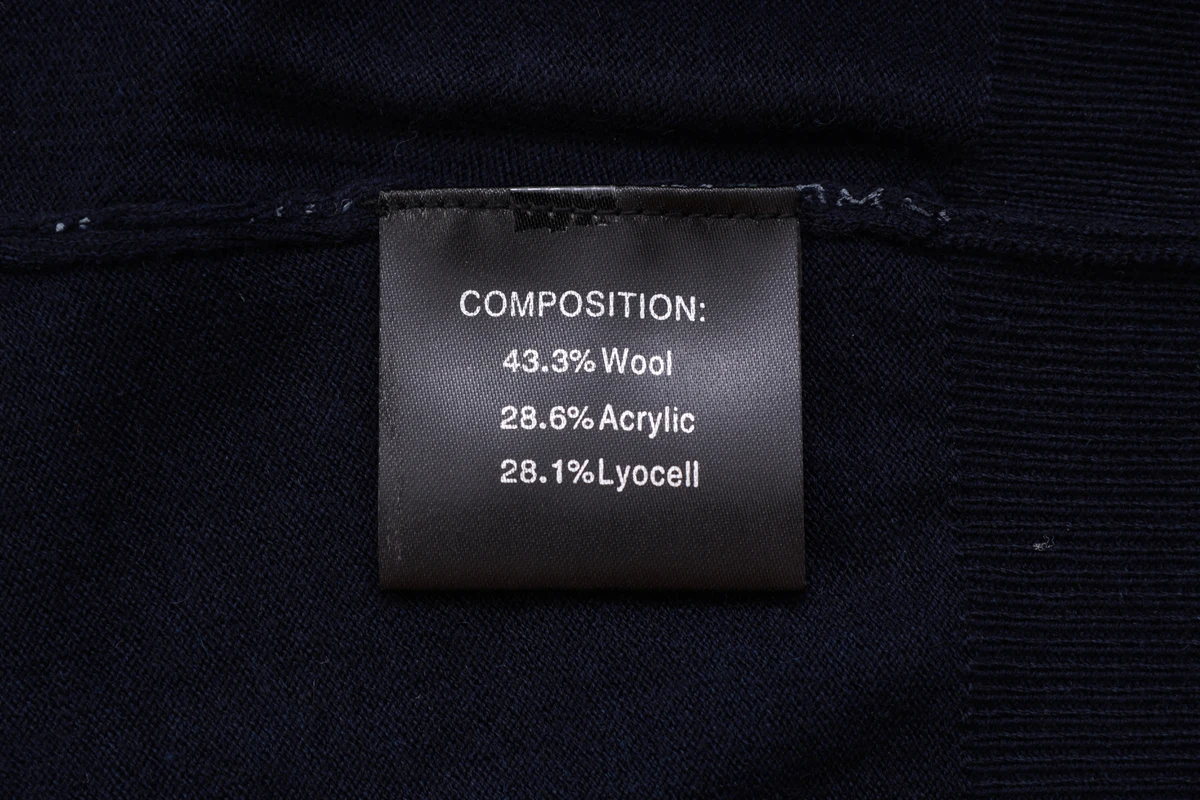 COMPOSITION:
43.3% Wool
28.6% Acrylic
28.1% Lyocell